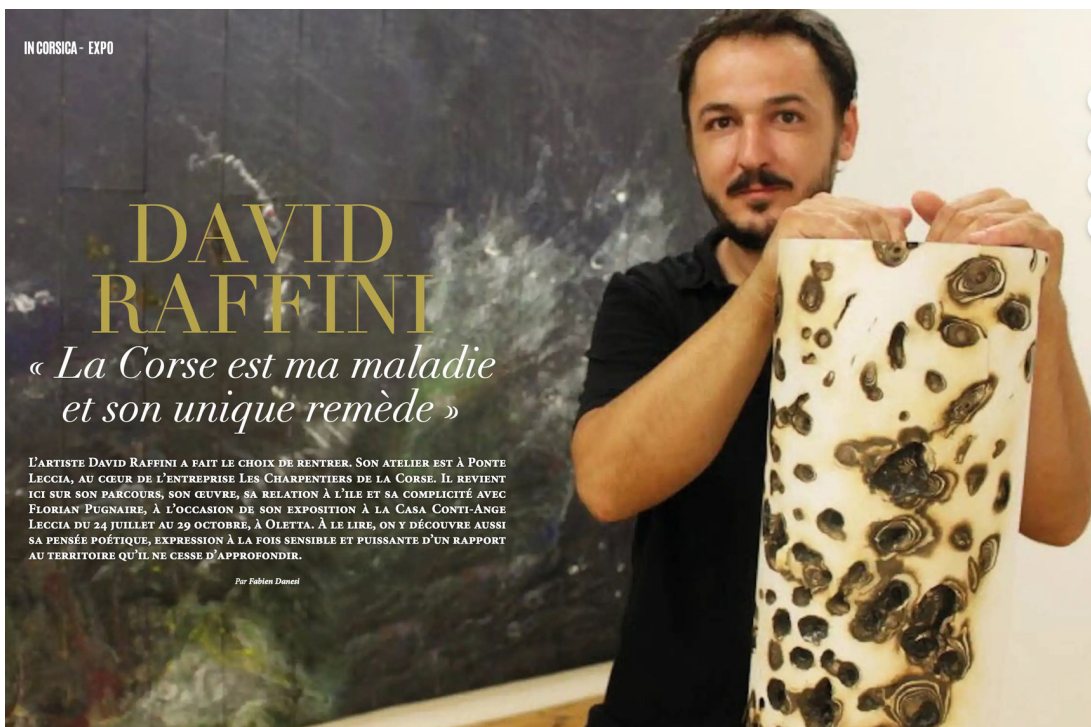 IN CORSICA - EXPO
DAVID
RAFFINI
« La Corse est ma maladie
et son unique remède »
L'ARTISTE DAVID RAFFINI A FAIT LE CHOIX DE RENTRER. SON ATELIER EST À PONTE
LECCIA, AU CŒUR DE L'ENTREPRISE LES CHARPENTIERS DE LA CORSE. IL REVIENT
ICI SUR SON PARCOURS, SON ŒUVRE, SA RELATION À L'ILE ET SA COMPLICITÉ AVEC
FLORIAN PUGNAIRE, À L'OCCASION DE SON EXPOSITION À LA CASA CONTI-ANGE
LECCIA DU 24 JUILLET AU 29 OCTOBRE, À OLETTA. À LE LIRE, ON Y DÉCOUVRE AUSSI
SA PENSÉE POÉTIQUE, EXPRESSION À LA FOIS SENSIBLE ET PUISSANTE D'UN RAPPORT
AU TERRITOIRE QU'IL NE CESSE D'APPROFONDIR.
Par Fabien Danesi